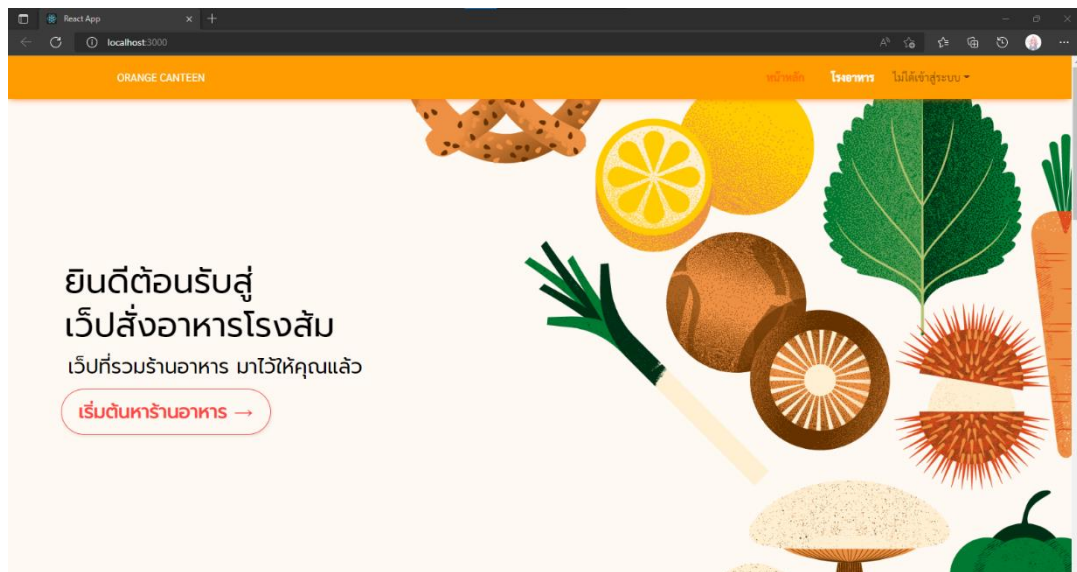 React App
localhost:3000
ORANGE CANTEEN
หน้าหลัก
โรงอาหาร
ไม่ได้เข้าสู่ระบบ
ยินดีต้อนรับสู่
เว็ปสั่งอาหารโรงส้ม
เว็ปที่รวมร้านอาหาร มาไว้ให้คุณแล้ว
เริ่มต้นหาร้านอาหาร →